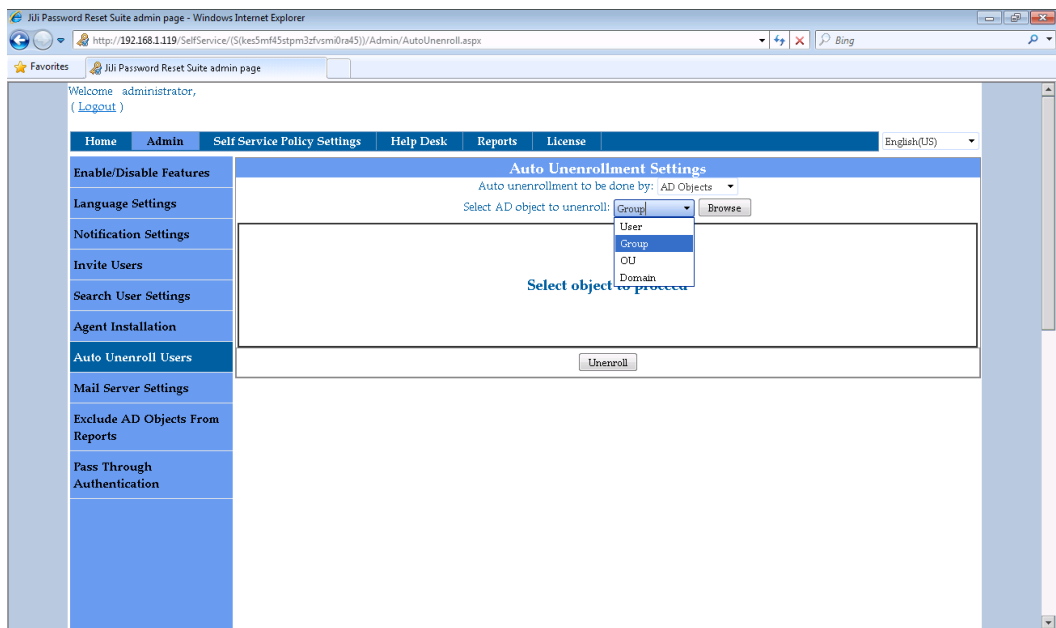 JiJi Password Reset Suite admin page - Windows Internet Explorer
http://192.168.1.119/SelfService/(S(kes5mf45stpm3zfvsmi0ra45))/Admin/AutoUnenroll.aspx
Bing
Favorites
JiJi Password Reset Suite admin page
Welcome administrator,
( Logout )
Home Admin Self Service Policy Settings Help Desk Reports License English(US)
Enable/Disable Features
Language Settings
Notification Settings
Invite Users
Search User Settings
Agent Installation
Auto Unenroll Users
Mail Server Settings
Exclude AD Objects From
Reports
Pass Through
Authentication
Auto Unenrollment Settings
Auto unenrollment to be done by: AD Objects
Select AD object to unenroll: Group Browse
User
Group
OU
Domain
Select object to proceed
Unenroll